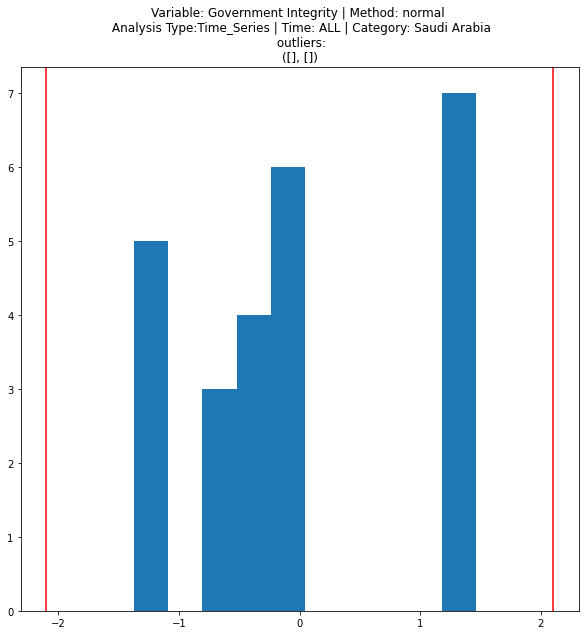 Variable: Government Integrity | Method: normal
Analysis Type:Time_Series | Time: ALL | Category: Saudi Arabia
outliers:
([], [])
7
6
5
4
3
2
1
0
−2 −1 0 1 2